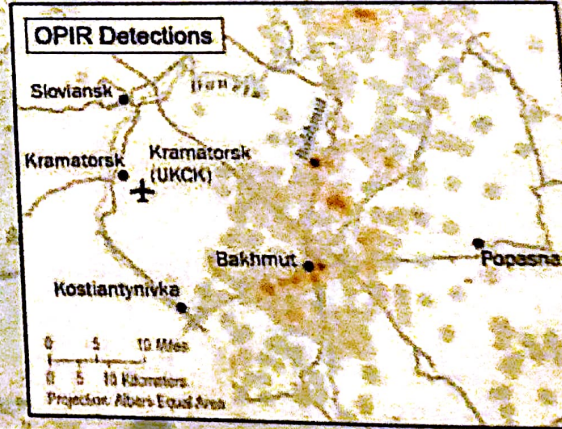 OPIR Detections
Sloviansk
Kramatorsk
Kramatorsk
(UKCK)
Bakhmut
Popasna
Kostiantynivka
0 5 10 Miles
0 5 10 Kilometers
Projection: Albers Equal Area